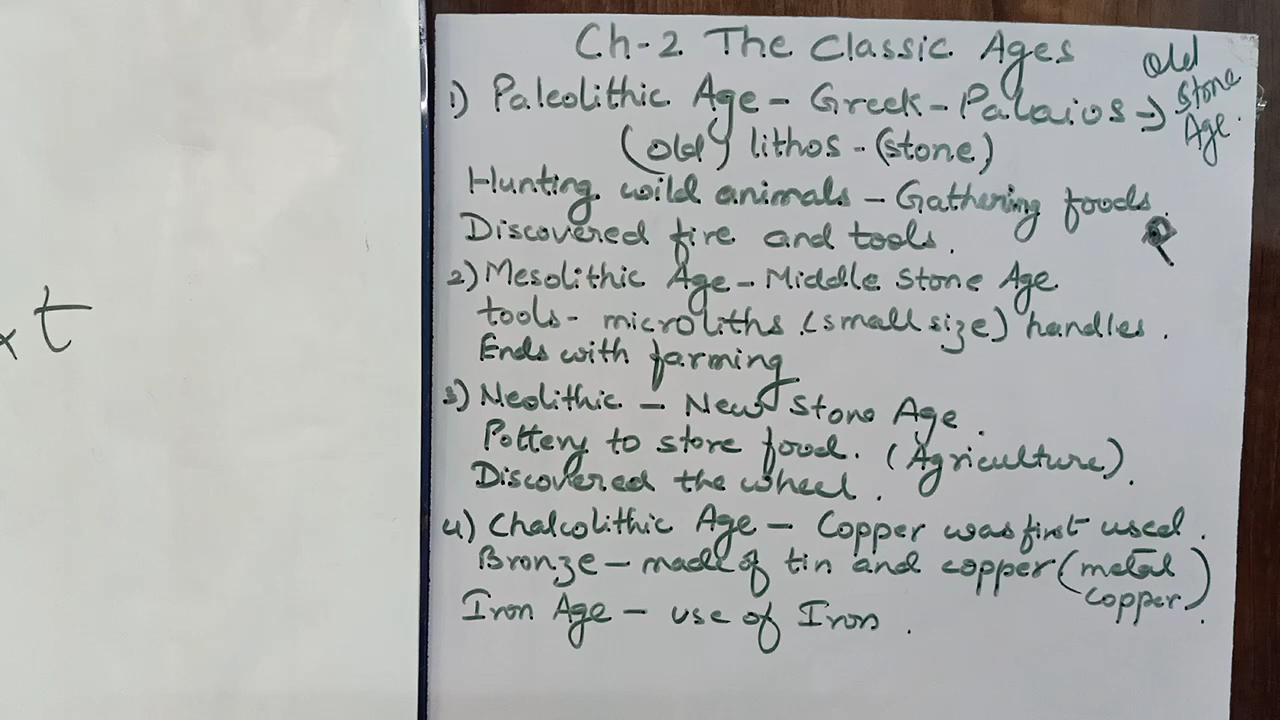 xt
Ch-2 The Classic Ages
1) Paleolithic Age - Greek - Palaios → Old Stone Age.
(old) lithos - (stone)
Hunting wild animals - Gathering foods.
Discovered fire and tools.
2) Mesolithic Age - Middle Stone Age
tools - microliths (small size) handles.
Ends with farming
3) Neolithic - New Stone Age.
Pottery to store food. (Agriculture).
Discovered the wheel.
4) Chalcolithic Age - Copper was first used.
Bronze - made of tin and copper (metal
copper).
Iron Age - use of Iron.